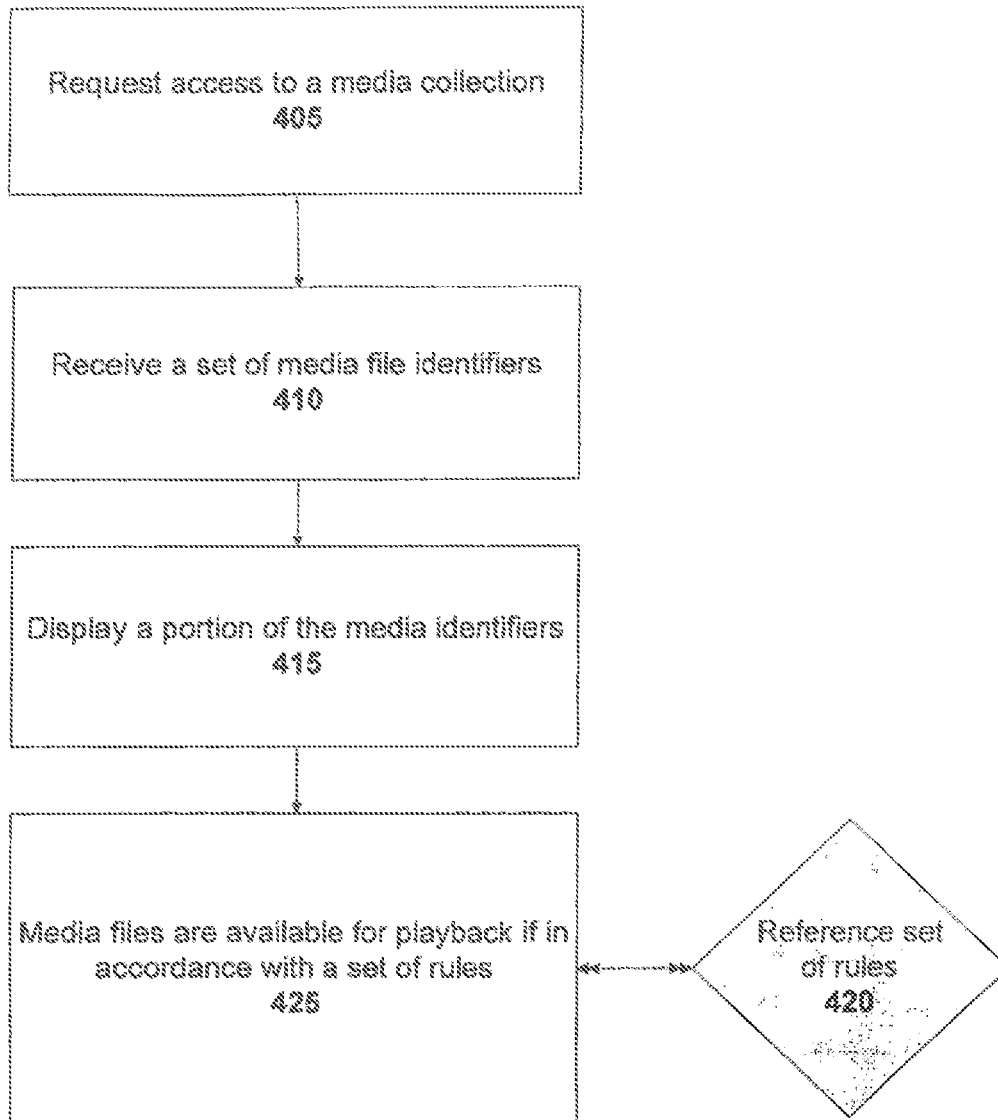 Request access to a media collection
405
Receive a set of media file identifiers
410
Display a portion of the media identifiers
415
Media files are available for playback if in
accordance with a set of rules
425
Reference set
of rules
420